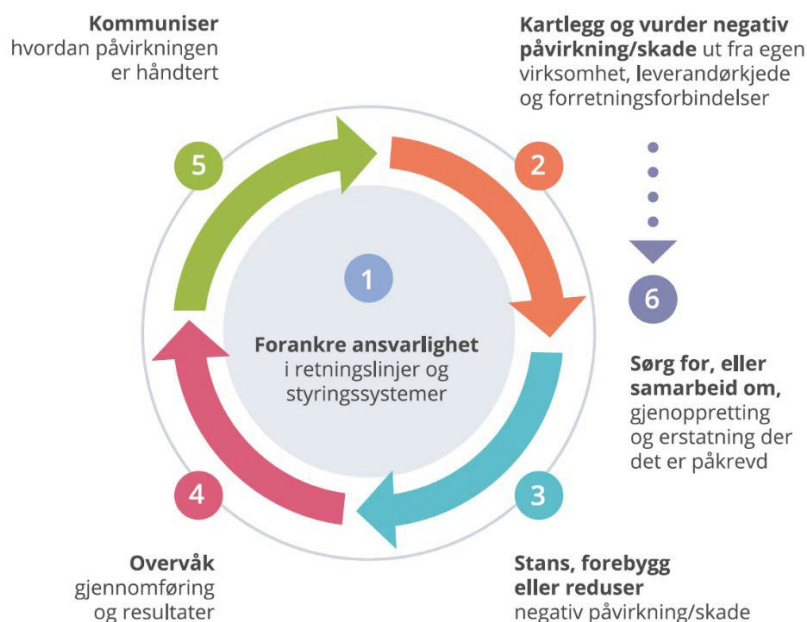 Kommuniser
hvordan påvirkningen
er håndtert
Kartlegg og vurder negativ
påvirkning/skade ut fra egen
virksomhet, leverandørkjede
og forretningsforbindelser
5
2
1
Forankre ansvarlighet
i retningslinjer og
styringssystemer
6
Sørg for, eller
samarbeid om,
gjenoppretting
og erstatning der
det er påkrevd
4
3
Overvåk
gjennomføring
og resultater
Stans, forebygg
eller reduser
negativ påvirkning/skade